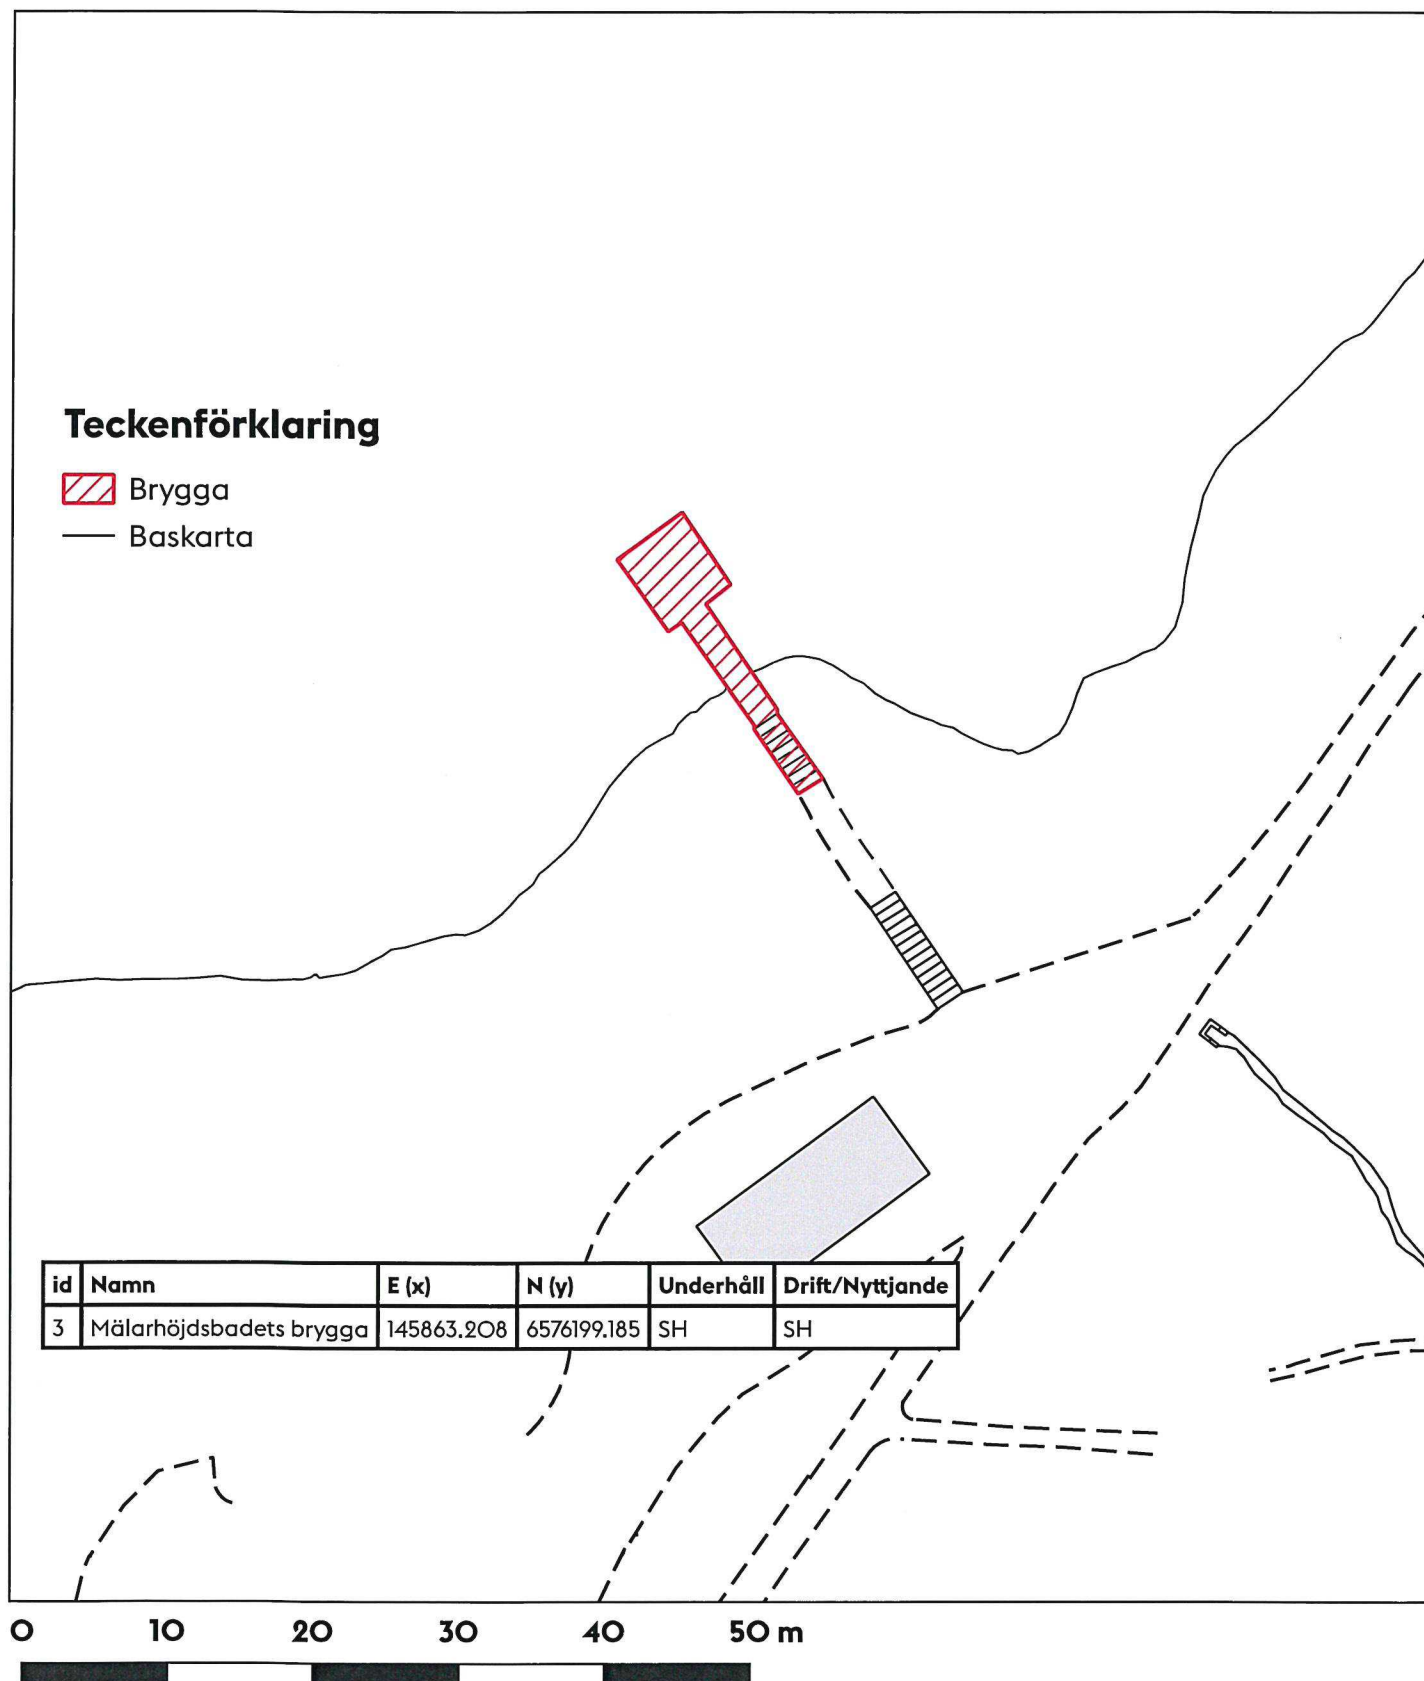 Teckenförklaring
Brygga
Baskarta
id Namn E (x) N (y) Underhåll Drift/Nyttjande
3 Mälarhöjdsbadets brygga 145863.208 6576199.185 SH SH
0 10 20 30 40 50 m